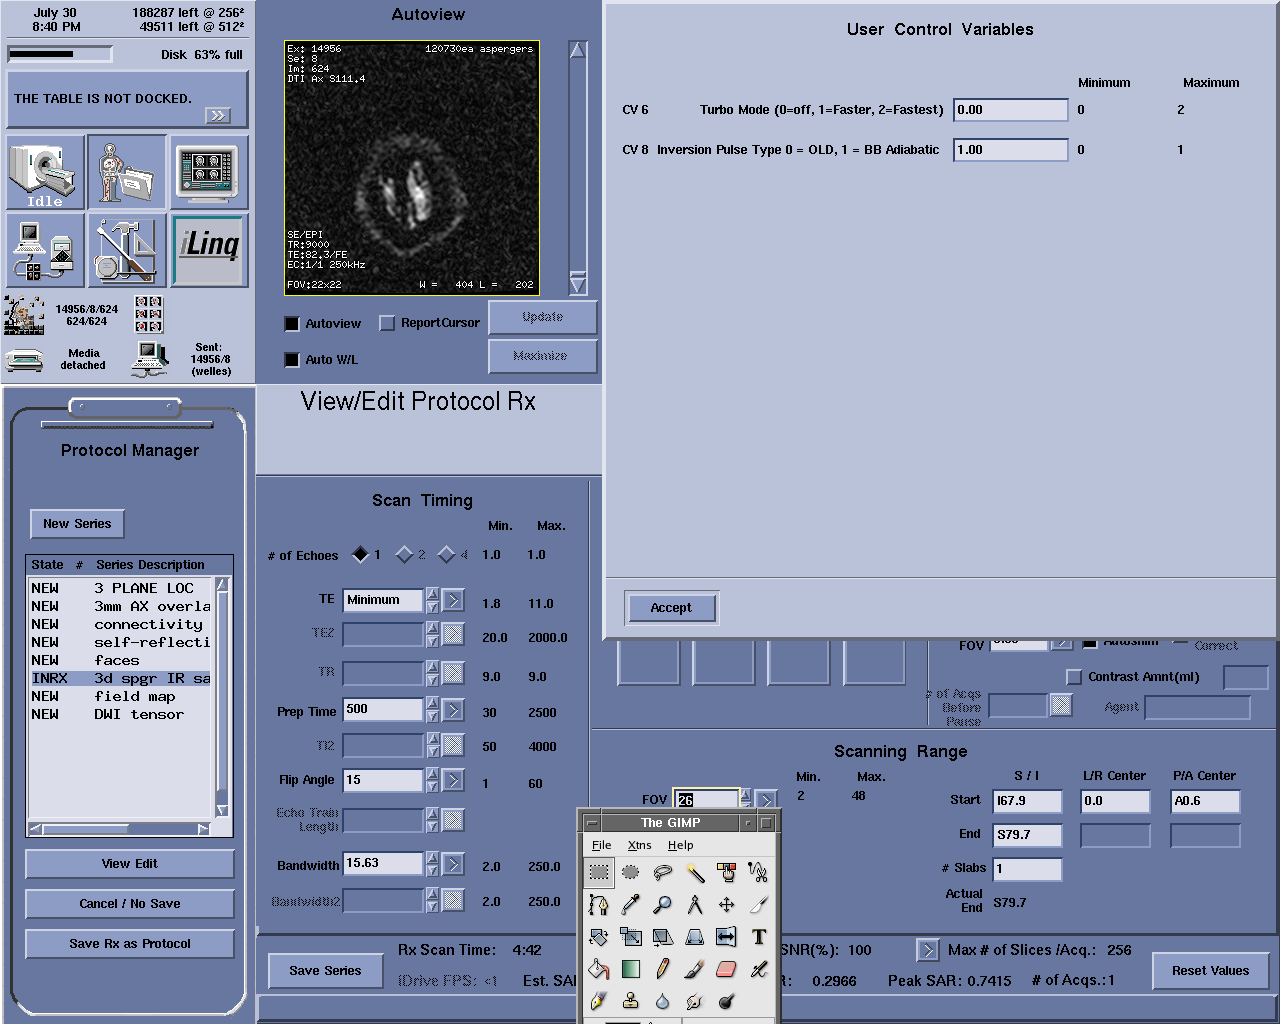 July 30
8:40 PM
188287 left @ 256²
49511 left @ 512²
Disk 63% full
THE TABLE IS NOT DOCKED.
>>
Idle
iLinq
14956/8/624
624/624
Media
detached
Sent:
14956/8
(welles)
Autoview
Ex: 14956
Se: 8
Im: 624
DTI Ax S111.4
120730ea aspergers
SE/EPI
TR:9000
TE:82.3/FE
EC:1/1 250kHz
FOV:22x22
W = 404 L = 202
Autoview
ReportCursor
Update
Auto W/L
Maximize
User Control Variables
Minimum Maximum
CV 6 Turbo Mode (0=off, 1=Faster, 2=Fastest) 0.00 0 2
CV 8 Inversion Pulse Type 0 = OLD, 1 = BB Adiabatic 1.00 0 1
Accept
Protocol Manager
New Series
State # Series Description
NEW 3 PLANE LOC
NEW 3mm AX overla
NEW connectivity
NEW self-reflecti
NEW faces
INRX 3d spgr IR sa
NEW field map
NEW DWI tensor
View Edit
Cancel / No Save
Save Rx as Protocol
View/Edit Protocol Rx
Scan Timing
Min. Max.
# of Echoes 1 2 4 1.0 1.0
TE Minimum 1.8 11.0
TE2 20.0 2000.0
TR 9.0 9.0
Prep Time 500 30 2500
TI2 50 4000
Flip Angle 15 1 60
Echo Train
Length
Bandwidth 15.63 2.0 250.0
Bandwidth2 2.0 250.0
FOV
AutoShim
Correct
Contrast Amnt(ml)
# of Acqs
Before
Pause
Agent
Scanning Range
Min. Max.
FOV 26 2 48
S / I L/R Center P/A Center
Start I67.9 0.0 A0.6
End S79.7
# Slabs 1
Actual
End S79.7
The GIMP
File Xtns Help
Save Series
Rx Scan Time: 4:42
SNR(%): 100
Max # of Slices /Acq.: 256
iDrive FPS: <1
Est. SA
R: 0.2966
Peak SAR: 0.7415
# of Acqs.:1
Reset Values